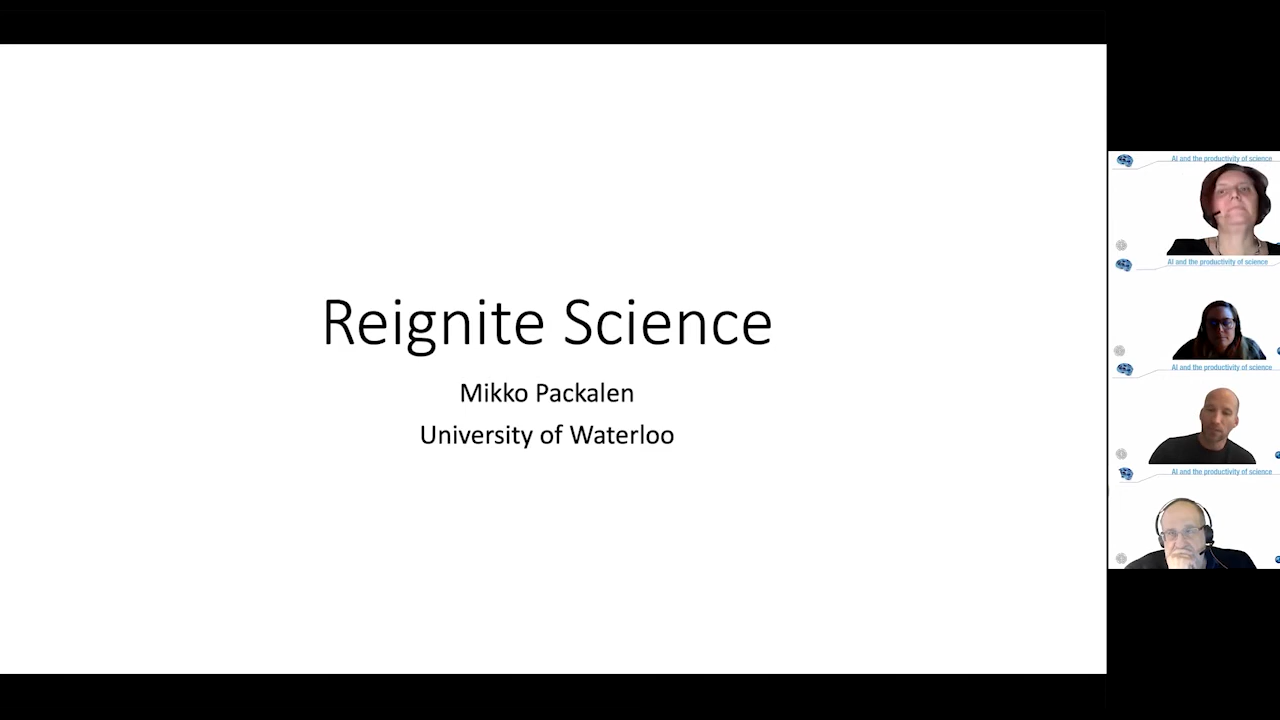 Reignite Science
Mikko Packalen
University of Waterloo
AI and the productivity of science
AI and the productivity of science
AI and the productivity of science
AI and the productivity of science